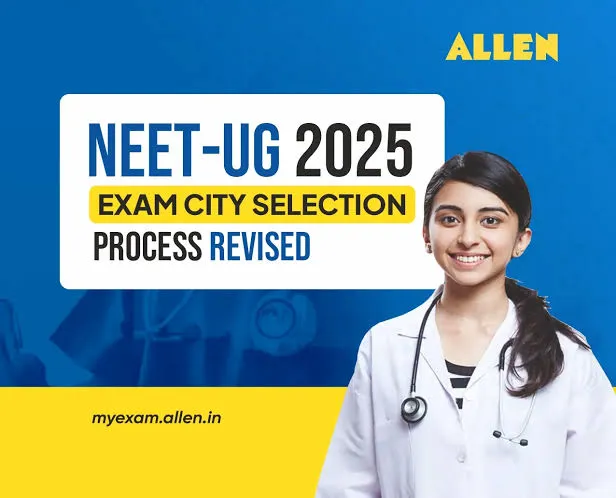 ALLEN
NEET-UG 2025
EXAM CITY SELECTION
PROCESS REVISED
myexam.allen.in